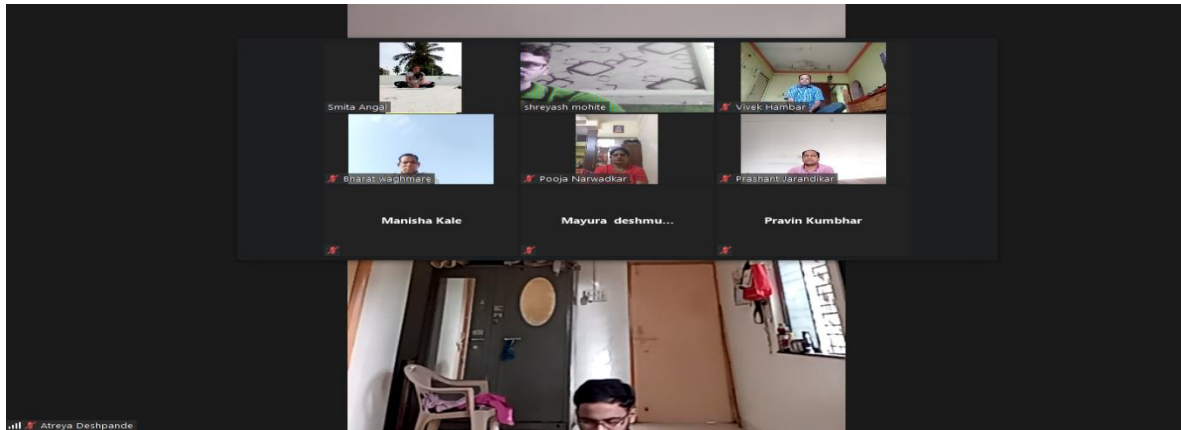 Smita Angal
shreyash mohite
Vivek Hambar
Bharat waghmare
Pooja Narwadkar
Prashant Jarandikar
Manisha Kale
Mayura deshmu...
Pravin Kumbhar
Atreya Deshpande